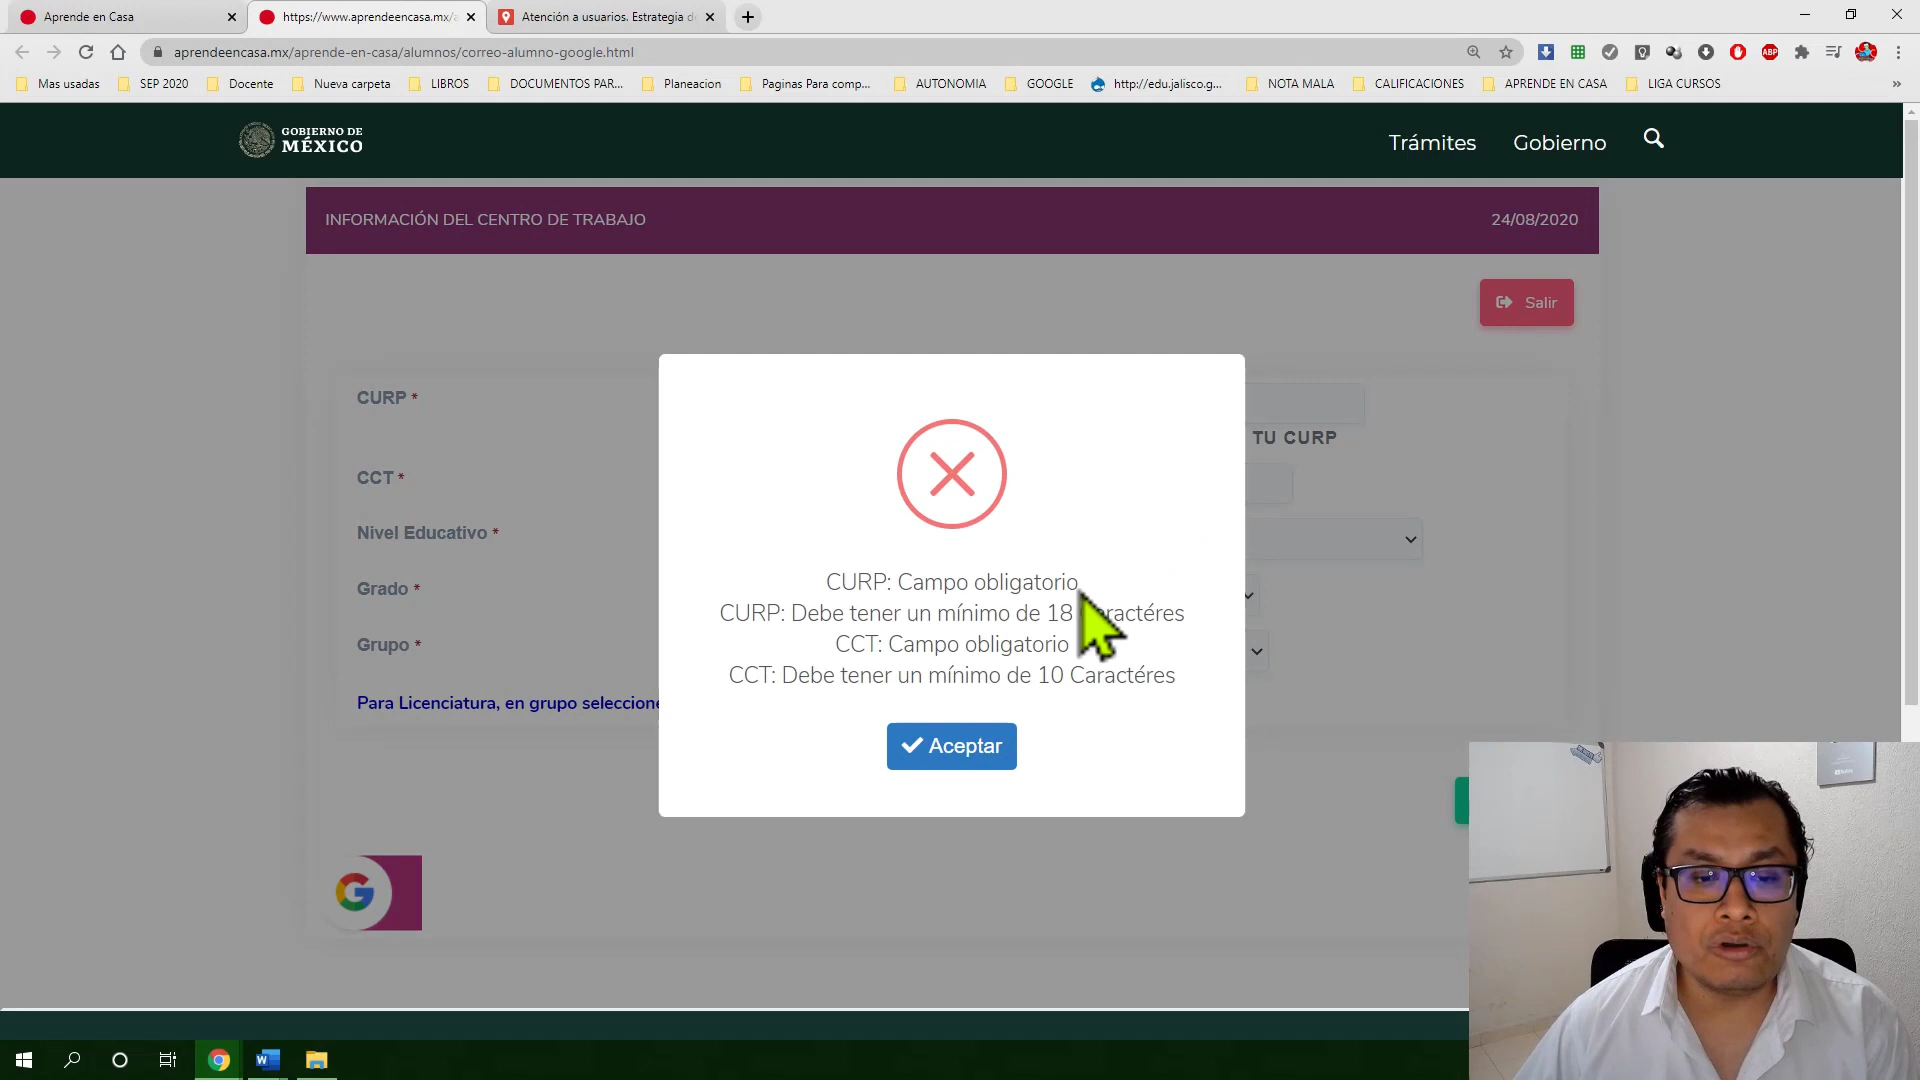 Aprende en Casa
https://www.aprendeencasa.mx/a
Atención a usuarios. Estrategia de
aprendeencasa.mx/aprende-en-casa/alumnos/correo-alumno-google.html
Mas usadas
SEP 2020
Docente
Nueva carpeta
LIBROS
DOCUMENTOS PAR...
Planeacion
Paginas Para comp...
AUTONOMIA
GOOGLE
http://edu.jalisco.g...
NOTA MALA
CALIFICACIONES
APRENDE EN CASA
LIGA CURSOS
»
GOBIERNO DE
MÉXICO
Trámites
Gobierno
INFORMACIÓN DEL CENTRO DE TRABAJO
24/08/2020
Salir
CURP *
TU CURP
CCT *
Nivel Educativo *
Grado *
Grupo *
Para Licenciatura, en grupo seleccione
CURP: Campo obligatorio
CURP: Debe tener un mínimo de 18 Caractéres
CCT: Campo obligatorio
CCT: Debe tener un mínimo de 10 Caractéres
Aceptar